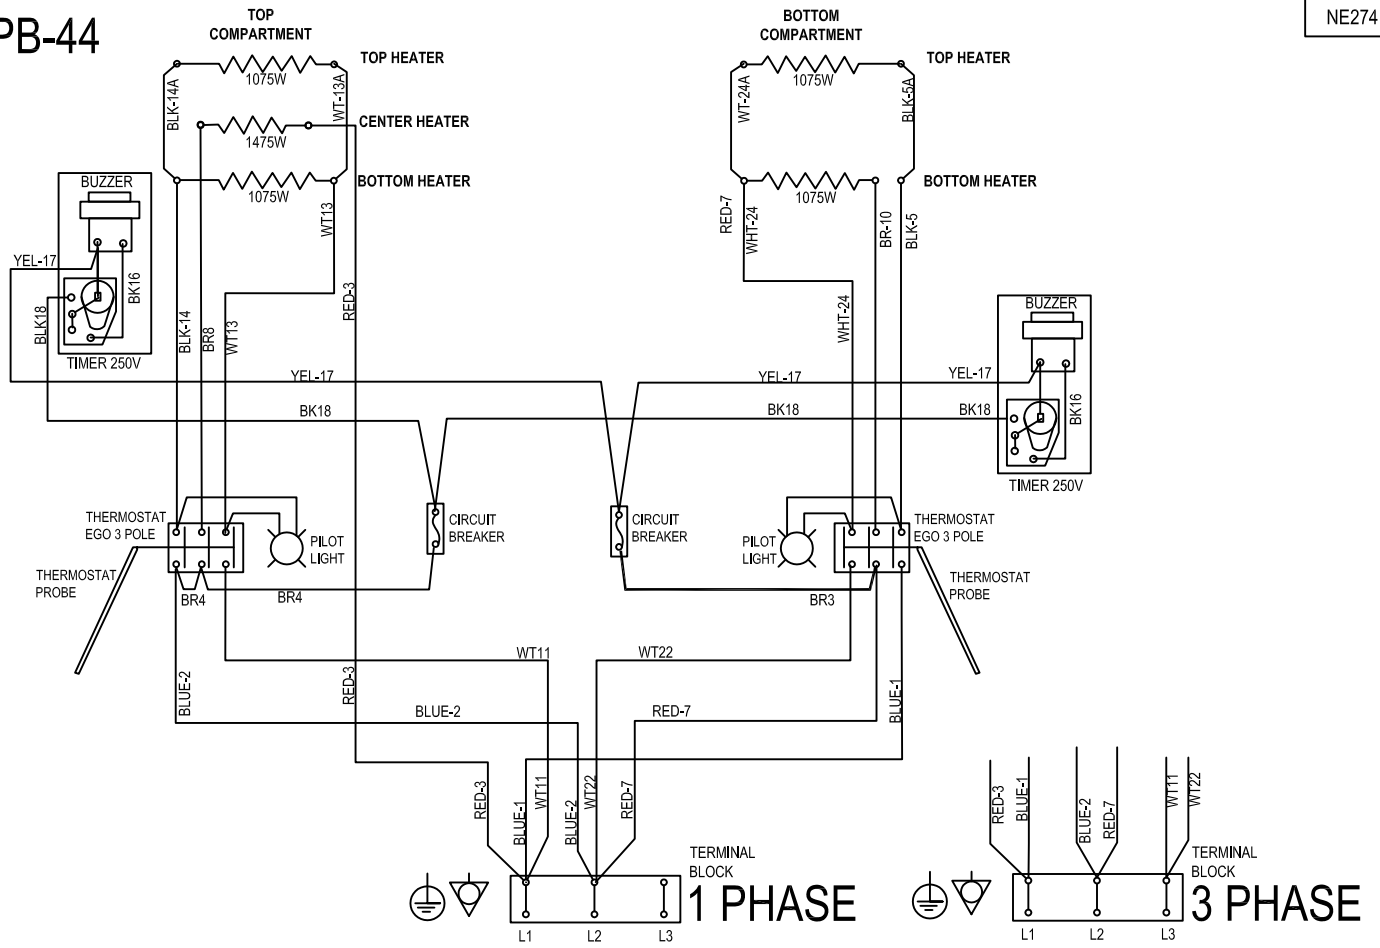 PB-44
NE274
TOP
COMPARTMENT
TOP HEATER
1075W
BLK-14A
WT-13A
CENTER HEATER
1475W
BOTTOM HEATER
1075W
BOTTOM
COMPARTMENT
TOP HEATER
1075W
WT-24A
BLK-5A
BOTTOM HEATER
1075W
BUZZER
YEL-17
BK16
BLK18
TIMER 250V
WT13
RED-3
BLK-14
BR8
WT13
RED-7
WHT-24
BR-10
BLK-5
WHT-24
BUZZER
BK16
TIMER 250V
YEL-17
YEL-17
YEL-17
BK18
BK18
BK18
THERMOSTAT
EGO 3 POLE
THERMOSTAT
PROBE
PILOT
LIGHT
CIRCUIT
BREAKER
CIRCUIT
BREAKER
PILOT
LIGHT
THERMOSTAT
EGO 3 POLE
THERMOSTAT
PROBE
BR4
BR4
BR3
WT11
WT22
BLUE-2
RED-3
BLUE-2
RED-7
BLUE-1
RED-3
BLUE-1
WT11
BLUE-2
WT22
RED-7
TERMINAL
BLOCK
1 PHASE
L1
L2
L3
RED-3
BLUE-1
BLUE-2
RED-7
WT11
WT22
TERMINAL
BLOCK
3 PHASE
L1
L2
L3